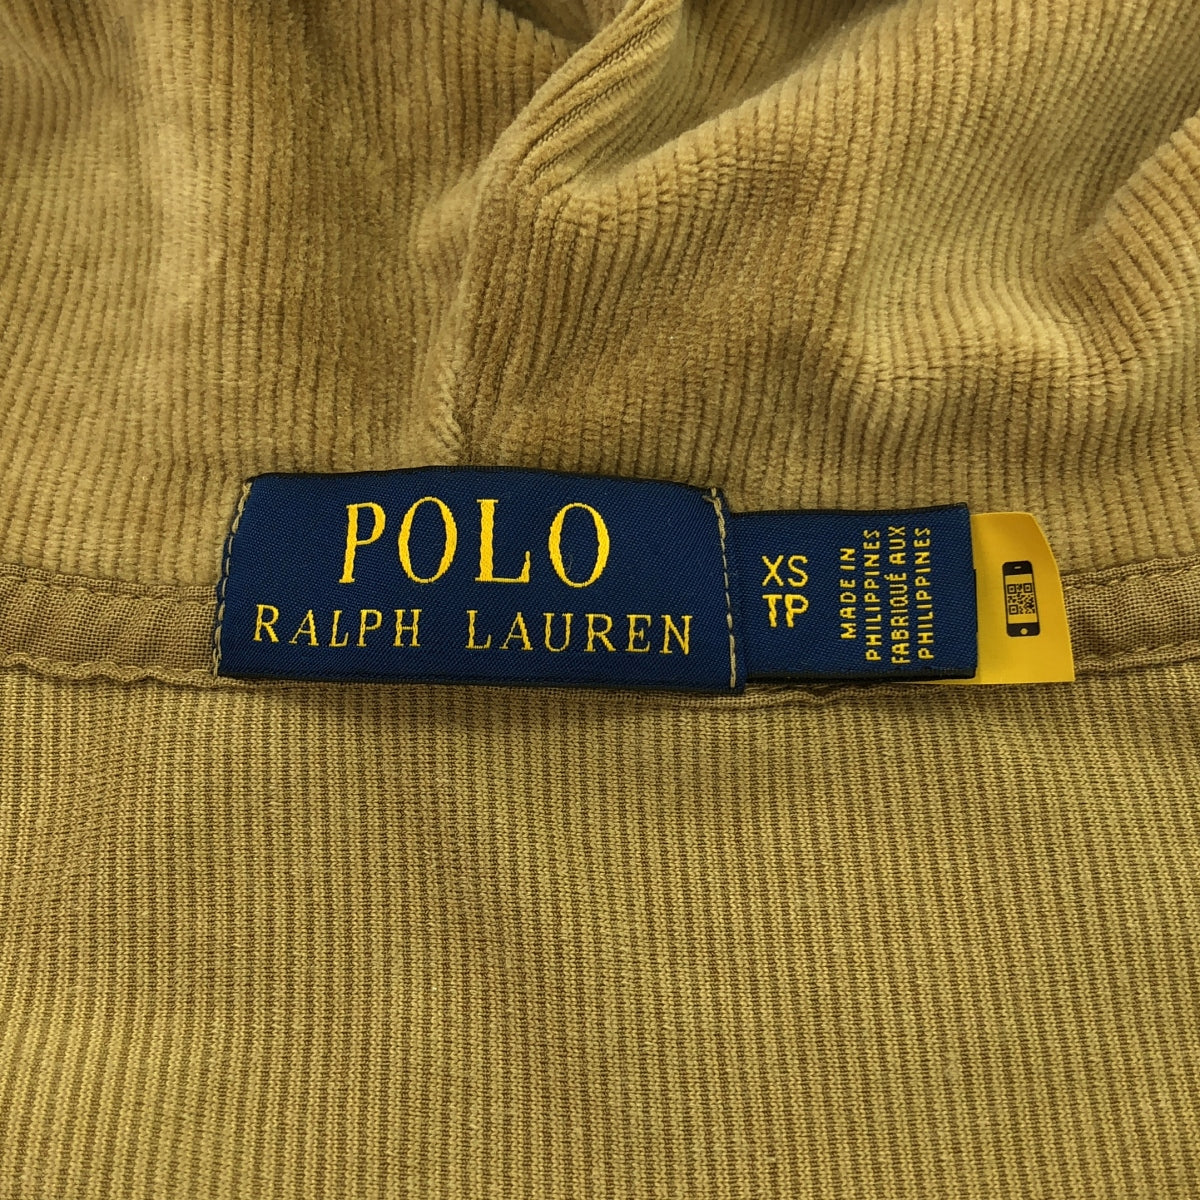 POLO
RALPH LAUREN
XS
TP
MADE IN
PHILIPPINES
FABRIQUÉ AUX
PHILIPPINES